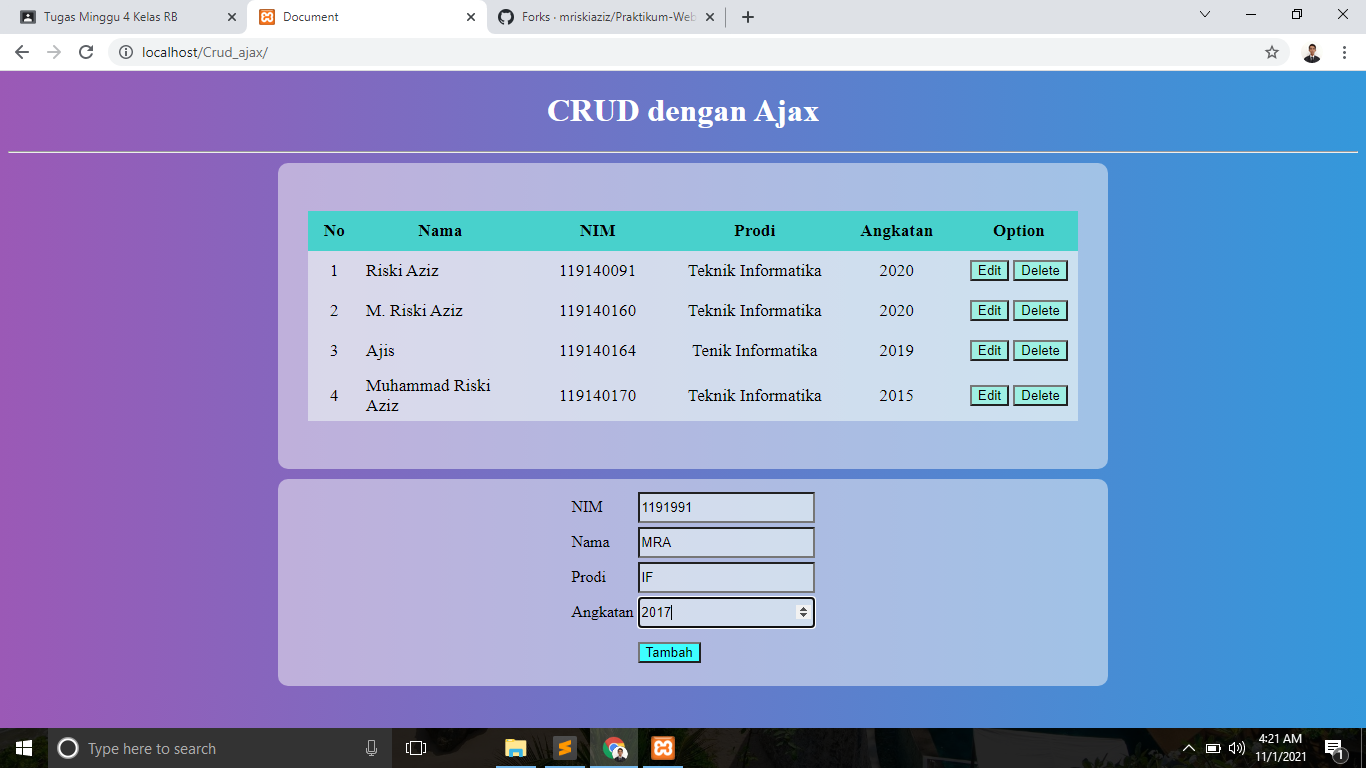 Tugas Minggu 4 Kelas RB
Document
Forks · mriskiaziz/Praktikum-Web
localhost/Crud_ajax/
CRUD dengan Ajax
No Nama NIM Prodi Angkatan Option
1 Riski Aziz 119140091 Teknik Informatika 2020 Edit Delete
2 M. Riski Aziz 119140160 Teknik Informatika 2020 Edit Delete
3 Ajis 119140164 Tenik Informatika 2019 Edit Delete
4 Muhammad Riski 119140170 Teknik Informatika 2015 Edit Delete
Aziz
NIM 1191991
Nama MRA
Prodi IF
Angkatan 2017
Tambah
Type here to search
4:21 AM
11/1/2021
1